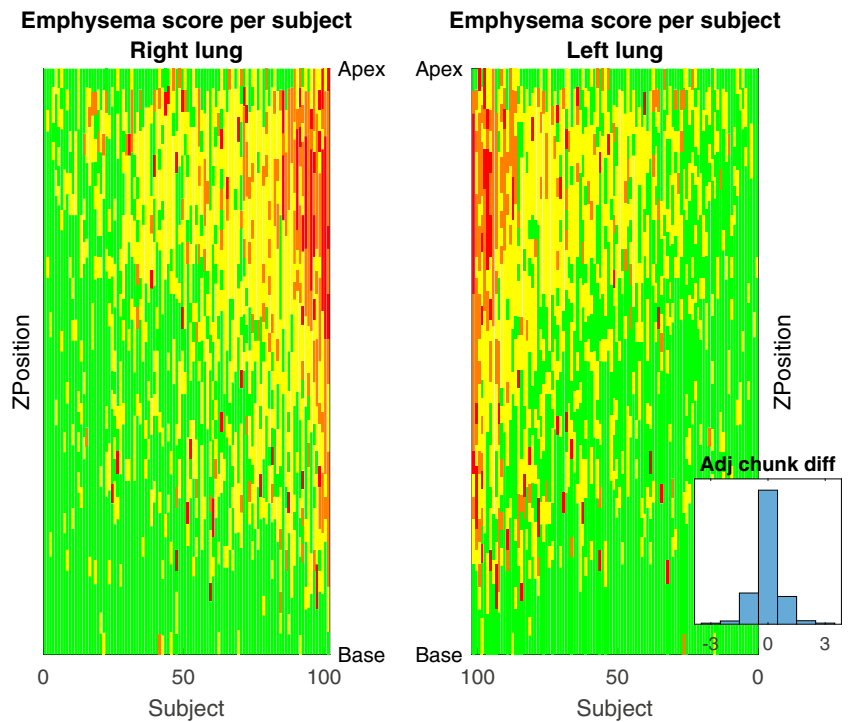 Emphysema score per subject
Right lung
Apex
ZPosition
Base
0 50 100
Subject
Emphysema score per subject
Left lung
Apex
ZPosition
Base
100 50 0
Subject
Adj chunk diff
-3 0 3